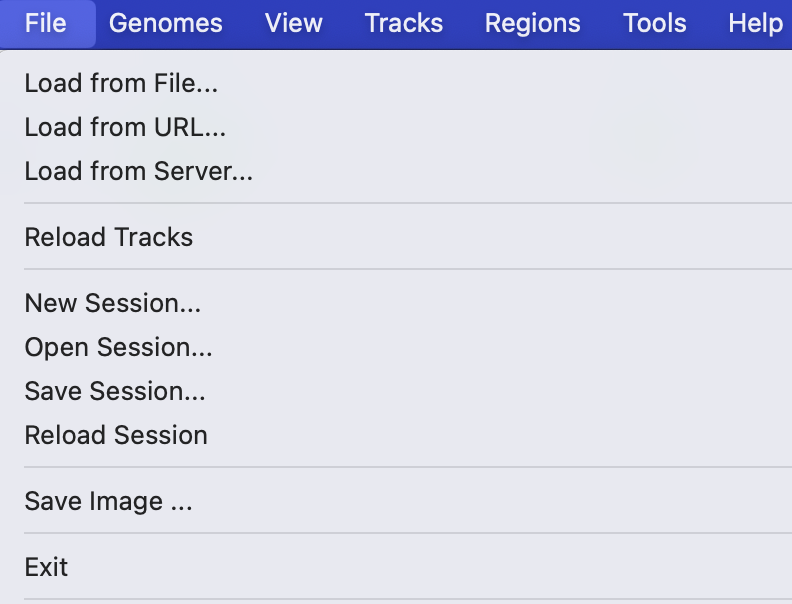 File Genomes View Tracks Regions Tools Help
Load from File...
Load from URL...
Load from Server...
Reload Tracks
New Session...
Open Session...
Save Session...
Reload Session
Save Image ...
Exit